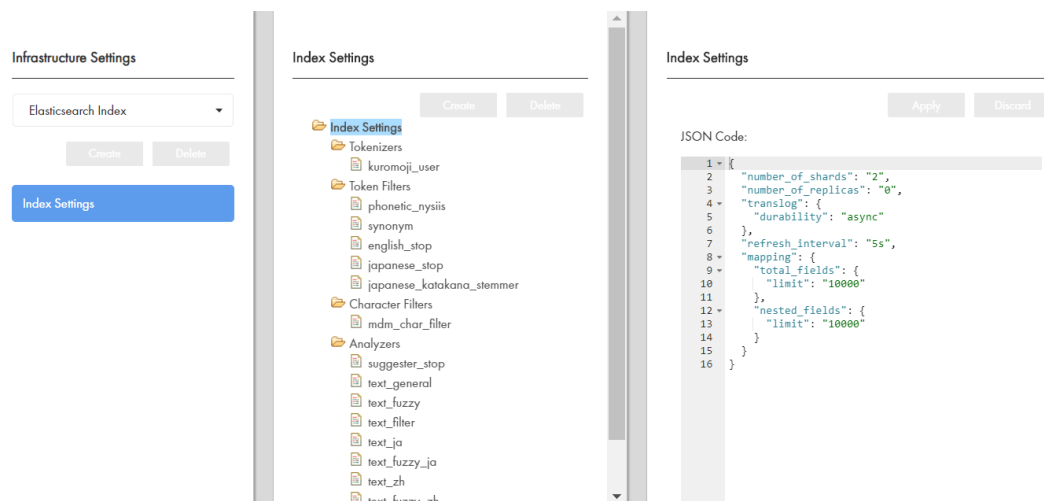 Infrastructure Settings
Elasticsearch Index
Create Delete
Index Settings
Index Settings
Create Delete
Index Settings
Tokenizers
kuromoji_user
Token Filters
phonetic_nysiis
synonym
english_stop
japanese_stop
japanese_katakana_stemmer
Character Filters
mdm_char_filter
Analyzers
suggester_stop
text_general
text_fuzzy
text_filter
text_ja
text_fuzzy_ja
text_zh
text_fuzzy_zh
Index Settings
Apply Discard
JSON Code:
1 {
2 "number_of_shards": "2",
3 "number_of_replicas": "0",
4 "translog": {
5 "durability": "async"
6 },
7 "refresh_interval": "5s",
8 "mapping": {
9 "total_fields": {
10 "limit": "10000"
11 },
12 "nested_fields": {
13 "limit": "10000"
14 }
15 }
16 }